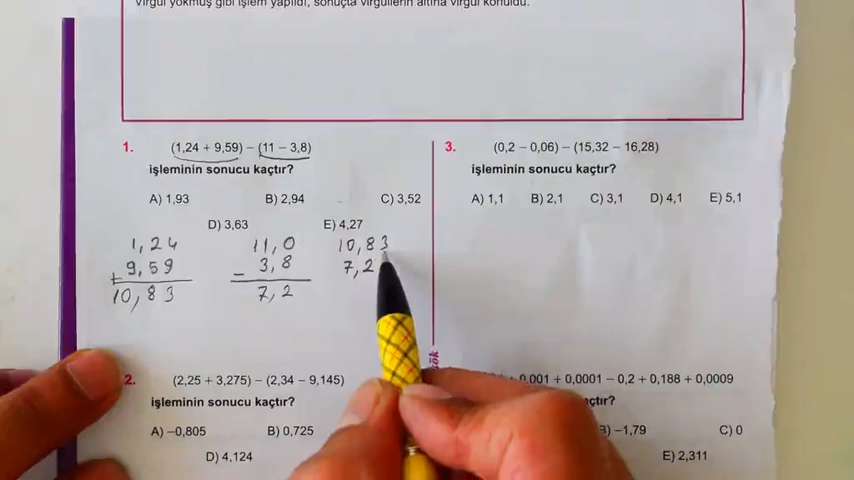 Virgül yokmuş gibi işlem yapıldı, sonuçta virgüllerin altına virgül konuldu.
1. (1,24 + 9,59) – (11 – 3,8)
işleminin sonucu kaçtır?
A) 1,93 B) 2,94 C) 3,52
D) 3,63 E) 4,27
1,24
+ 9,59
10,83
11,0
– 3,8
7,2
10,83
7,2
2. (2,25 + 3,275) – (2,34 – 9,145)
işleminin sonucu kaçtır?
A) –0,805 B) 0,725
D) 4,124
3. (0,2 – 0,06) – (15,32 – 16,28)
işleminin sonucu kaçtır?
A) 1,1 B) 2,1 C) 3,1 D) 4,1 E) 5,1
+ 0,001 + 0,0001 – 0,2 + 0,188 + 0,0009
B) –1,79 C) 0
E) 2,311